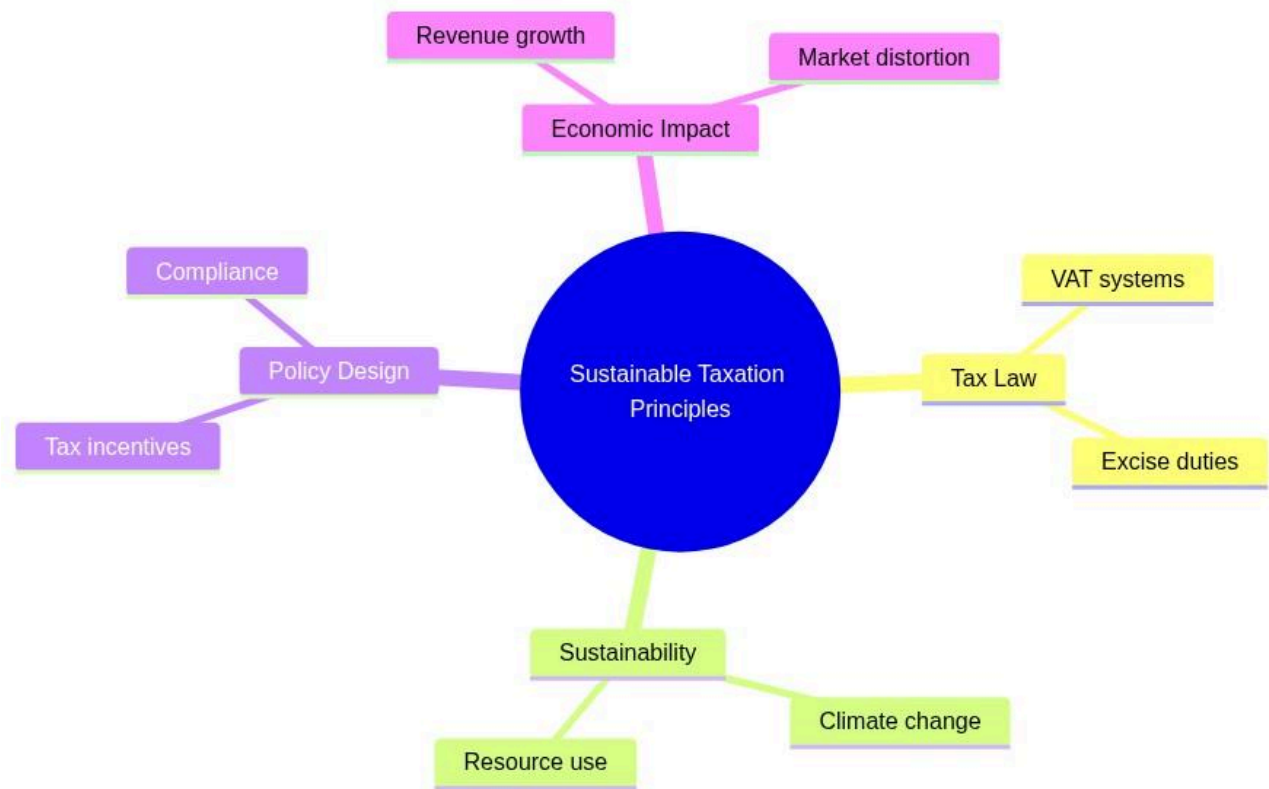 Revenue growth
Market distortion
Economic Impact
Compliance
VAT systems
Policy Design
Sustainable Taxation
Principles
Tax Law
Tax incentives
Excise duties
Sustainability
Climate change
Resource use